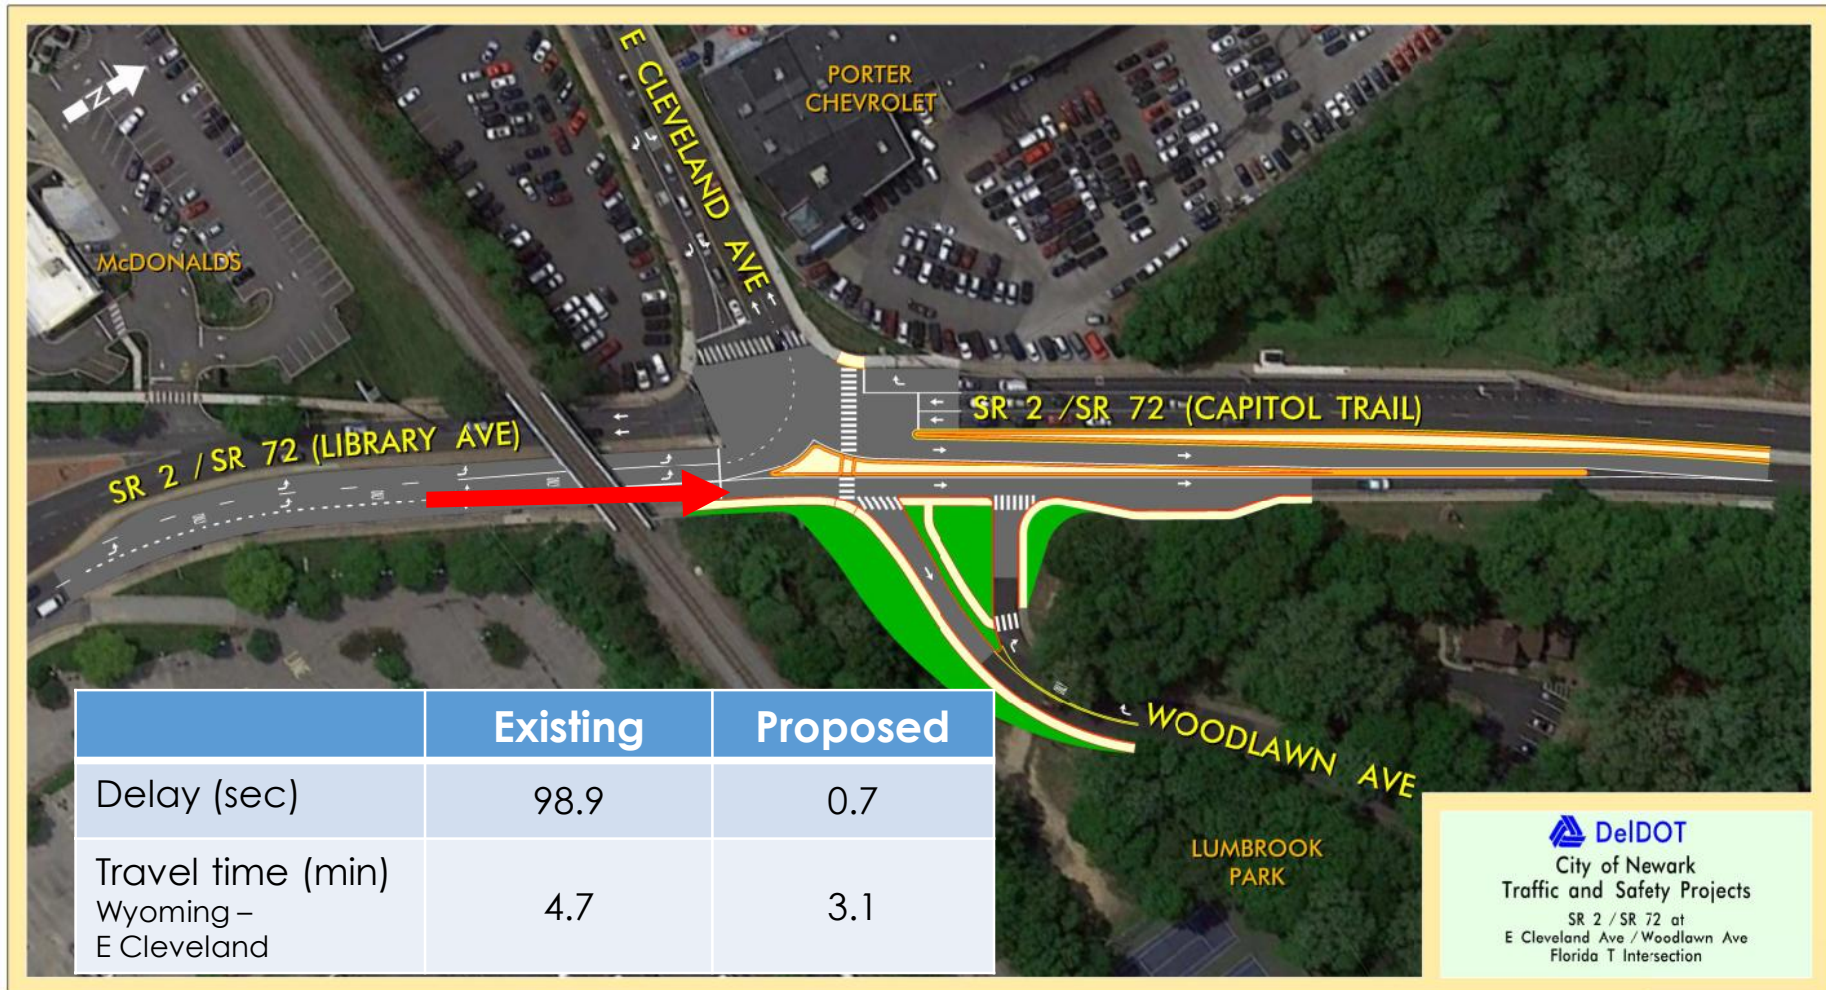 N
E CLEVELAND AVE
PORTER
CHEVROLET
McDONALDS
SR 2 / SR 72 (LIBRARY AVE)
SR 2 /SR 72 (CAPITOL TRAIL)
WOODLAWN AVE
LUMBROOK
PARK
Existing Proposed
Delay (sec) 98.9 0.7
Travel time (min)
Wyoming –
E Cleveland
4.7 3.1
DelDOT
City of Newark
Traffic and Safety Projects
SR 2 / SR 72 at
E Cleveland Ave / Woodlawn Ave
Florida T Intersection